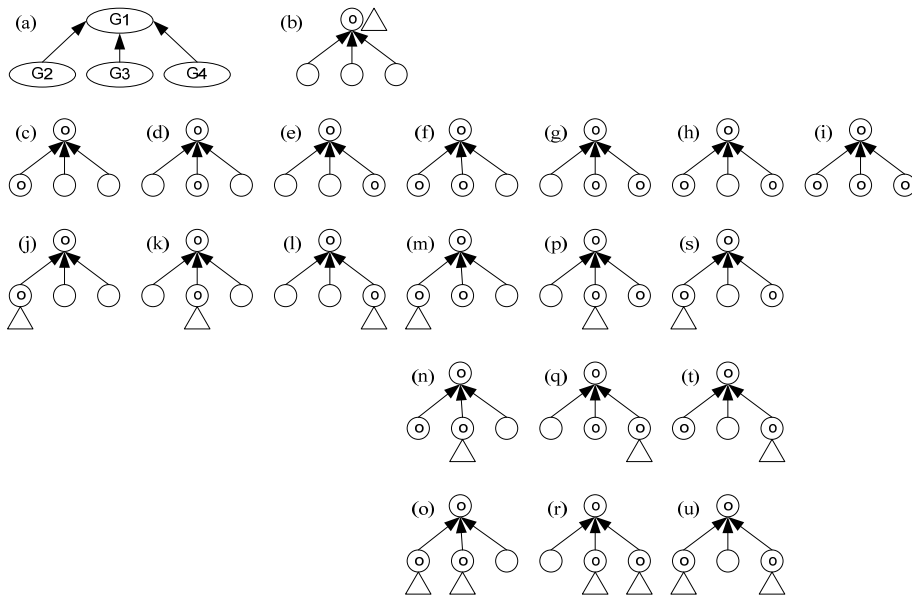 (a) G1 (b) o
G2 G3 G4
(c) o (d) o (e) o (f) o (g) o (h) o (i) o
o o o o o o o o o o o o
(j) o (k) o (l) o (m) o (p) o (s) o
o o o o o o o o o
(n) o (q) o (t) o
o o o o o o
(o) o (r) o (u) o
o o o o o o